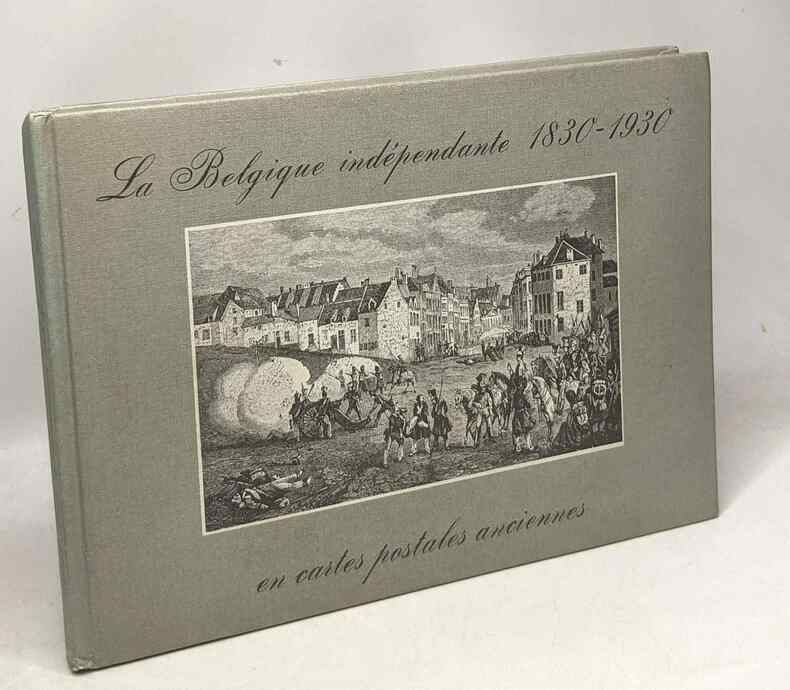 La Belgique indépendante 1830-1930
en cartes postales anciennes